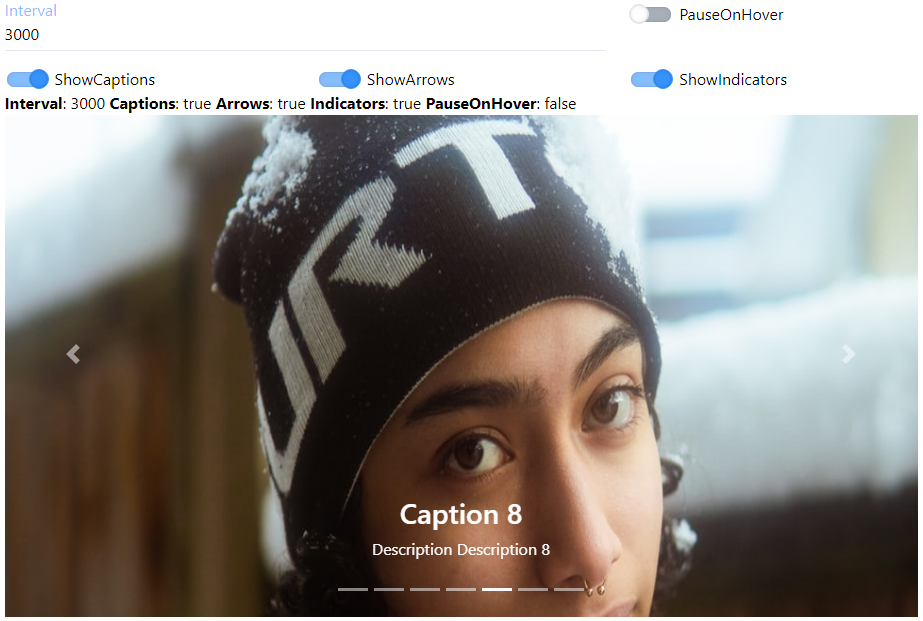 Interval
PauseOnHover
3000
ShowCaptions
ShowArrows
ShowIndicators
Interval: 3000 Captions: true Arrows: true Indicators: true PauseOnHover: false
URT
Caption 8
Description Description 8